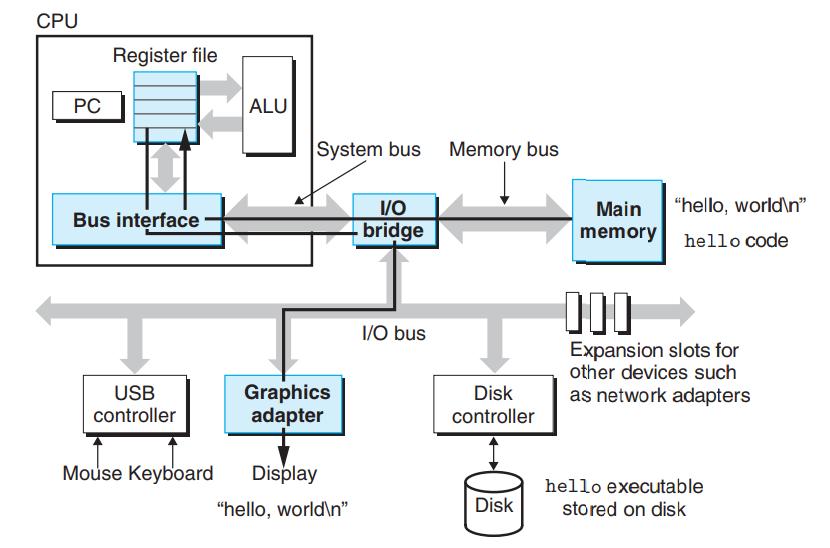 CPU
Register file
PC
ALU
System bus
Memory bus
Bus interface
I/O
bridge
Main
memory
“hello, world\n”
hello code
I/O bus
Expansion slots for
other devices such
as network adapters
USB
controller
Graphics
adapter
Disk
controller
Mouse Keyboard
Display
“hello, world\n”
Disk
hello executable
stored on disk